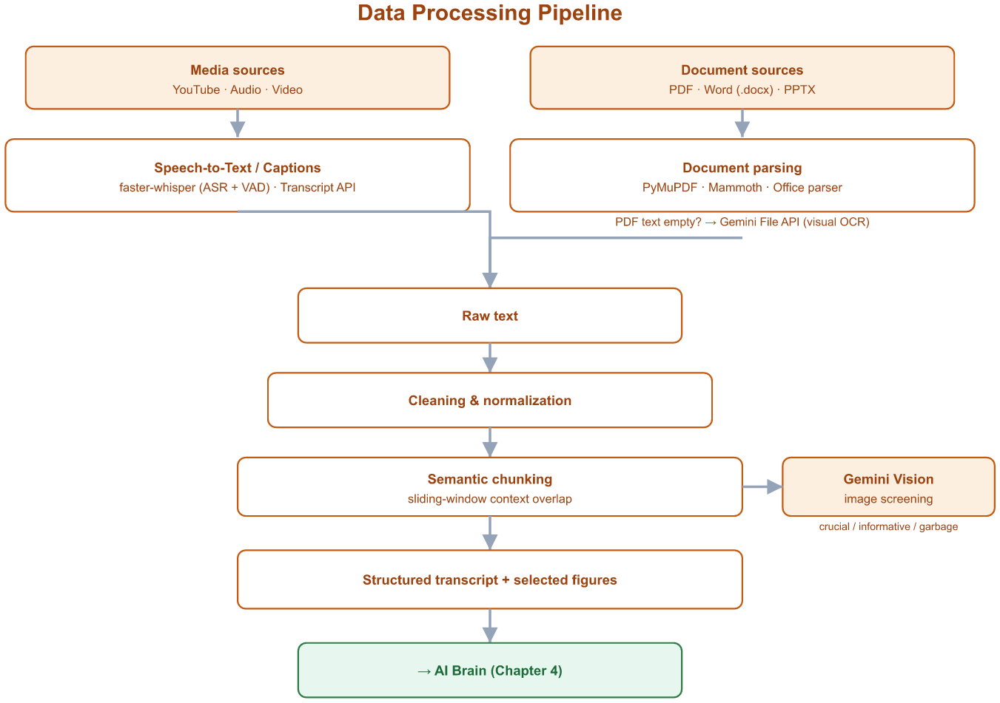 Data Processing Pipeline
Media sources
YouTube · Audio · Video
Document sources
PDF · Word (.docx) · PPTX
Speech-to-Text / Captions
faster-whisper (ASR + VAD) · Transcript API
Document parsing
PyMuPDF · Mammoth · Office parser
PDF text empty? → Gemini File API (visual OCR)
Raw text
Cleaning & normalization
Semantic chunking
sliding-window context overlap
Gemini Vision
image screening
crucial / informative / garbage
Structured transcript + selected figures
→ AI Brain (Chapter 4)